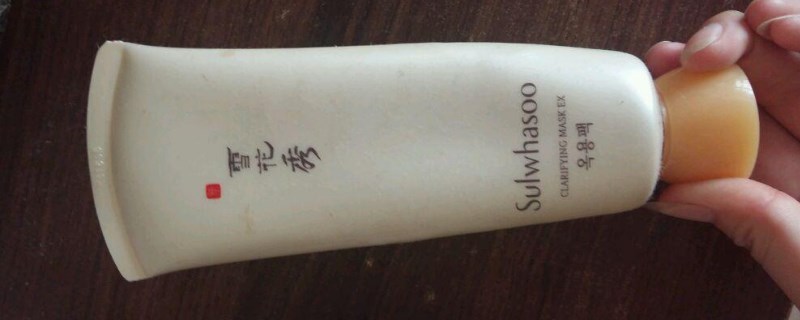 雪花秀
Sulwhasoo
CLARIFYING MASK EX
옥용팩